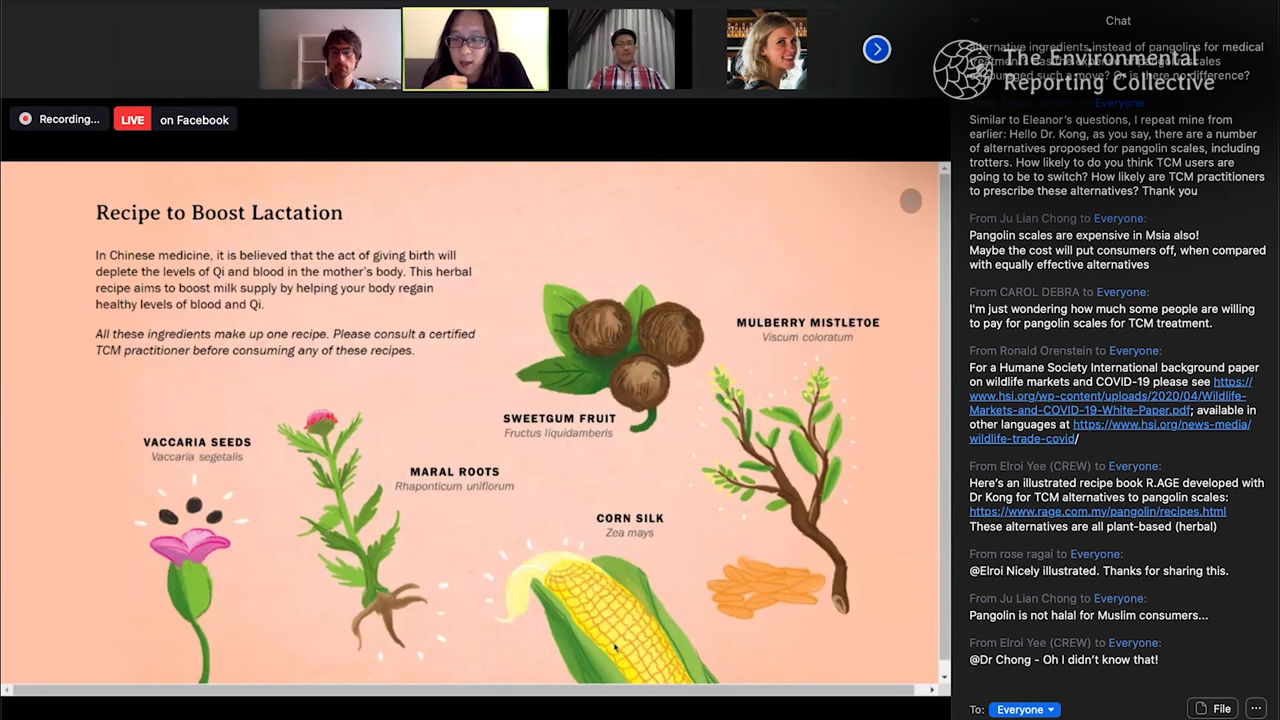 Chat
The Environmental
Reporting Collective
Recording...
LIVE
on Facebook
Recipe to Boost Lactation
In Chinese medicine, it is believed that the act of giving birth will
deplete the levels of Qi and blood in the mother's body. This herbal
recipe aims to boost milk supply by helping your body regain
healthy levels of blood and Qi.
All these ingredients make up one recipe. Please consult a certified
TCM practitioner before consuming any of these recipes.
VACCARIA SEEDS
Vaccaria segetalis
MARAL ROOTS
Rhaponticum uniflorum
SWEETGUM FRUIT
Fructus liquidamberis
CORN SILK
Zea mays
MULBERRY MISTLETOE
Viscum coloratum
alternative ingredients instead of pangolins for medical
Everyone:
Similar to Eleanor's questions, I repeat mine from
earlier: Hello Dr. Kong, as you say, there are a number
of alternatives proposed for pangolin scales, including
trotters. How likely to do you think TCM users are
going to be to switch? How likely are TCM practitioners
to prescribe these alternatives? Thank you
From Ju Lian Chong to Everyone:
Pangolin scales are expensive in Msia also!
Maybe the cost will put consumers off, when compared
with equally effective alternatives
From CAROL DEBRA to Everyone:
I'm just wondering how much some people are willing
to pay for pangolin scales for TCM treatment.
From Ronald Orenstein to Everyone:
For a Humane Society International background paper
on wildlife markets and COVID-19 please see https://
www.hsi.org/wp-content/uploads/2020/04/Wildlife-
Markets-and-COVID-19-White-Paper.pdf; available in
other languages at https://www.hsi.org/news-media/
wildlife-trade-covid/
From Elroi Yee (CREW) to Everyone:
Here's an illustrated recipe book R.AGE developed with
Dr Kong for TCM alternatives to pangolin scales:
https://www.rage.com.my/pangolin/recipes.html
These alternatives are all plant-based (herbal)
From rose ragai to Everyone:
@Elroi Nicely illustrated. Thanks for sharing this.
From Ju Lian Chong to Everyone:
Pangolin is not halal for Muslim consumers...
From Elroi Yee (CREW) to Everyone:
@Dr Chong - Oh I didn't know that!
To: Everyone
File